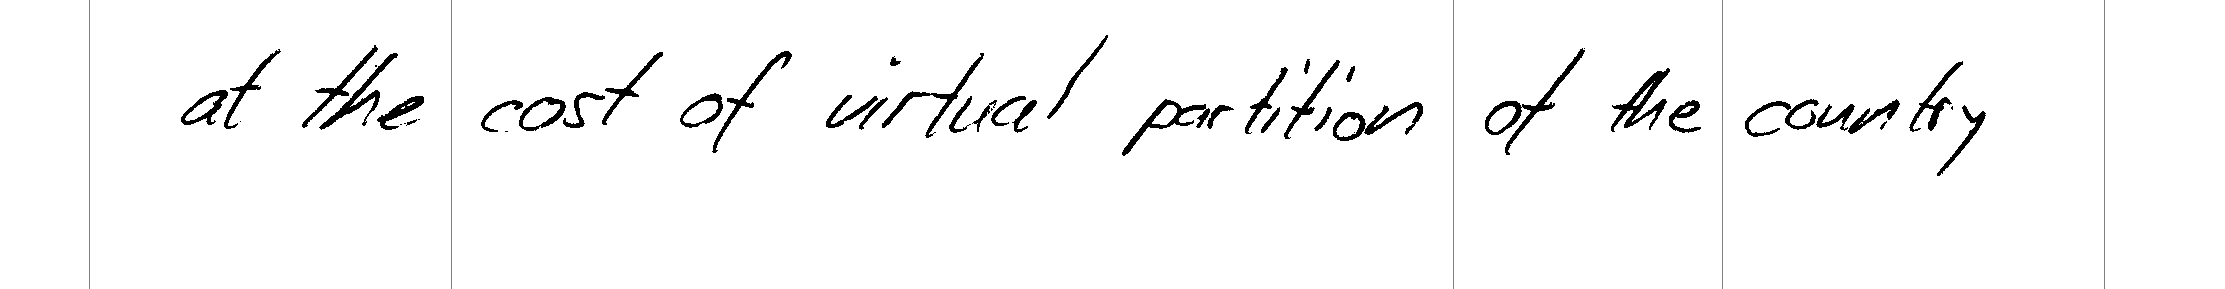 at the cost of virtual partition of the country